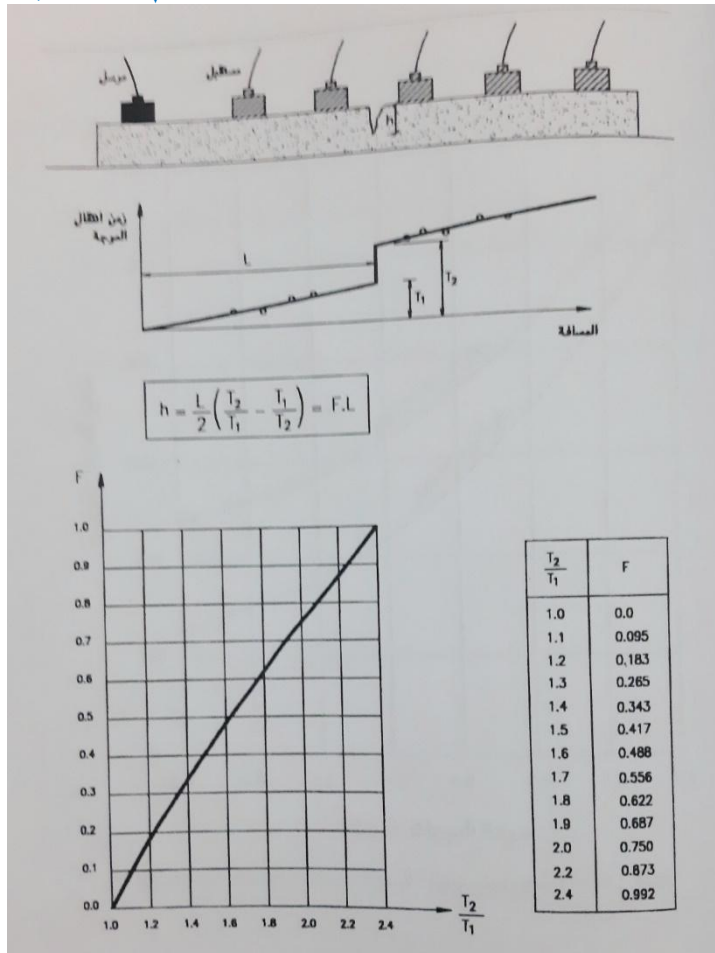 مرسل
مستقبل
h
زمن انتقال
الموجة
L
T₁
T₂
المسافة
h = L/2 (T₂/T₁ − T₁/T₂) = F.L
F
1.0
0.9
0.8
0.7
0.6
0.5
0.4
0.3
0.2
0.1
0.0
1.0 1.2 1.4 1.6 1.8 2.0 2.2 2.4
T₂/T₁
T₂/T₁ F
1.0 0.0
1.1 0.095
1.2 0,183
1.3 0.265
1.4 0.343
1.5 0.417
1.6 0.488
1.7 0.556
1.8 0.622
1.9 0.687
2.0 0.750
2.2 0.873
2.4 0.992